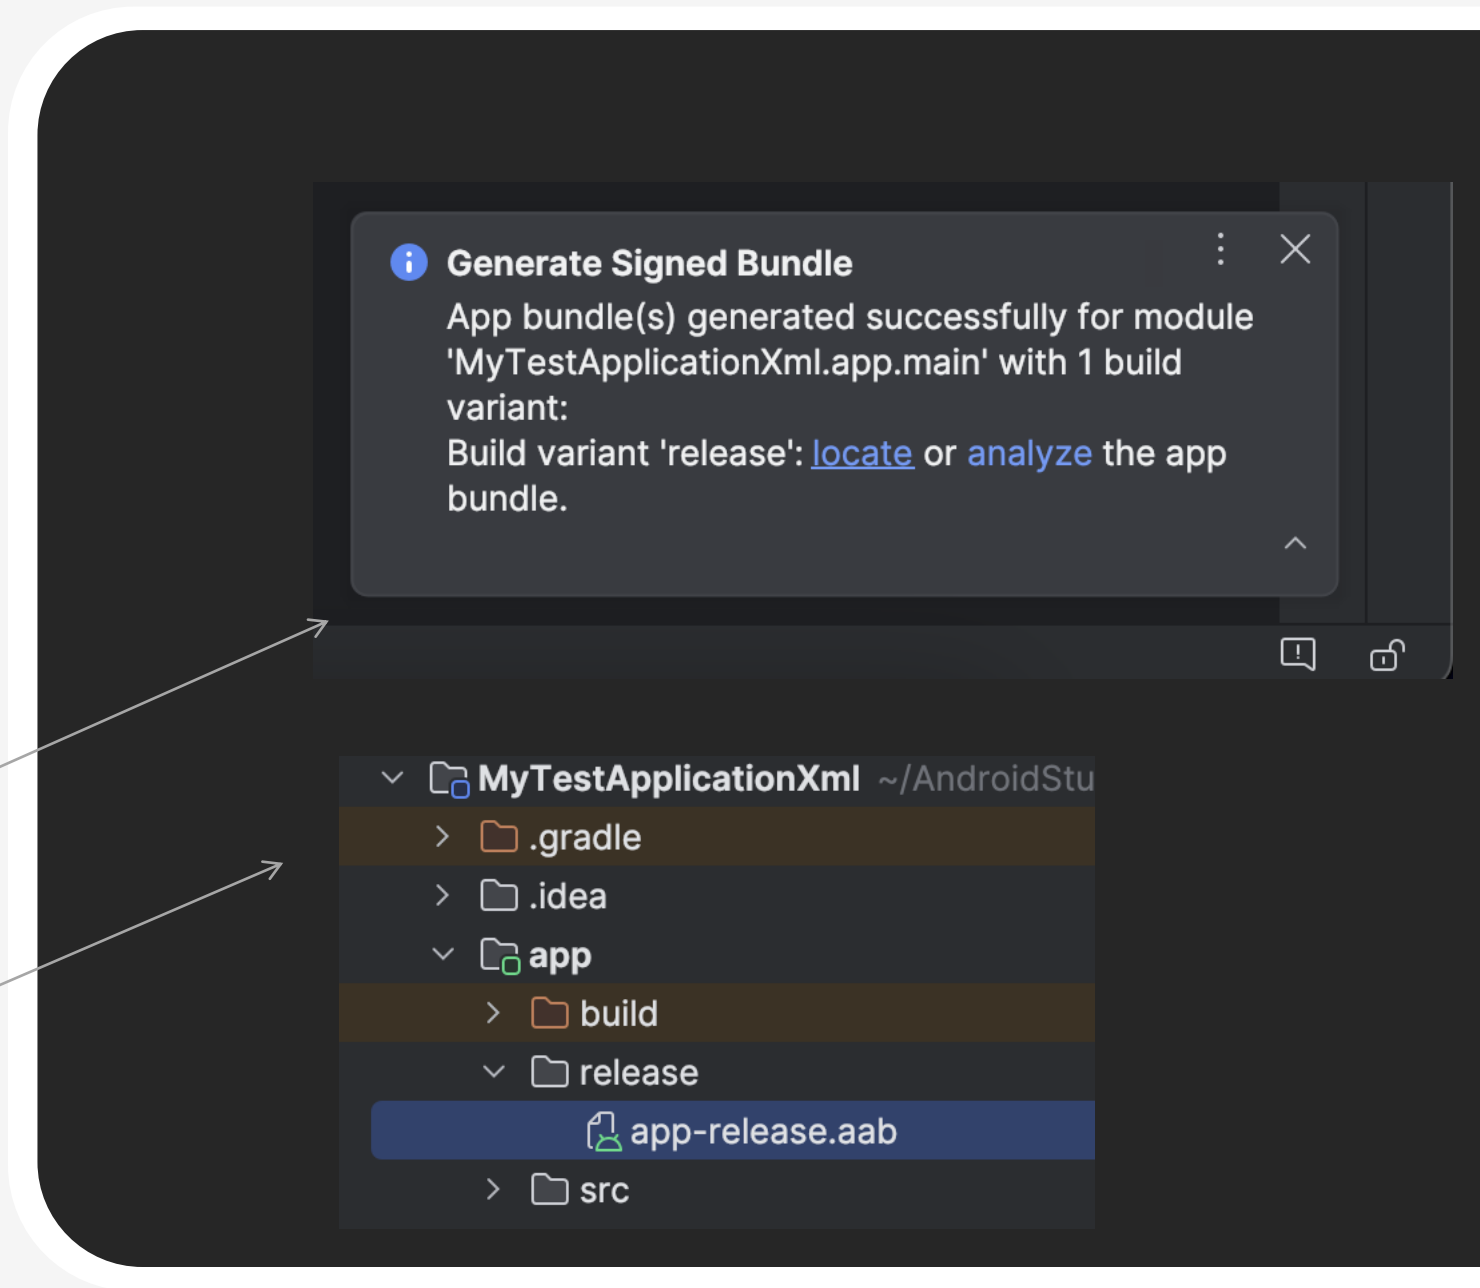 Generate Signed Bundle
App bundle(s) generated successfully for module
'MyTestApplicationXml.app.main' with 1 build
variant:
Build variant 'release': locate or analyze the app
bundle.
MyTestApplicationXml ~/AndroidStu
.gradle
.idea
app
build
release
app-release.aab
src